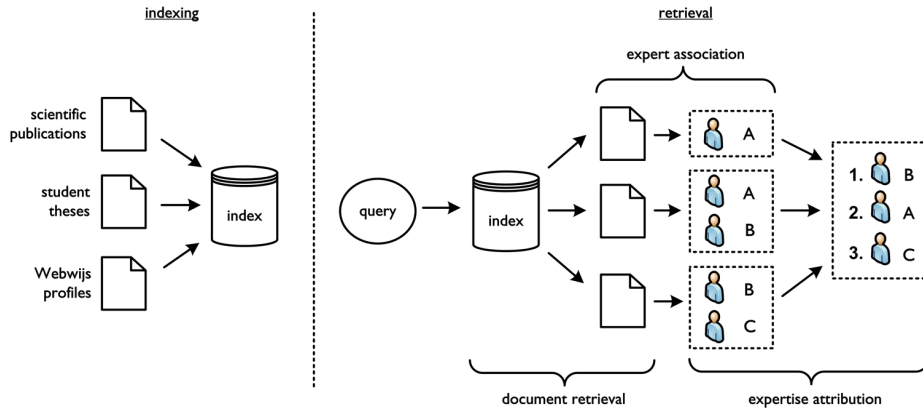 indexing
scientific
publications
student
theses
Webwijs
profiles
index
retrieval
expert association
query
index
A
A
B
B
C
1. B
2. A
3. C
document retrieval
expertise attribution